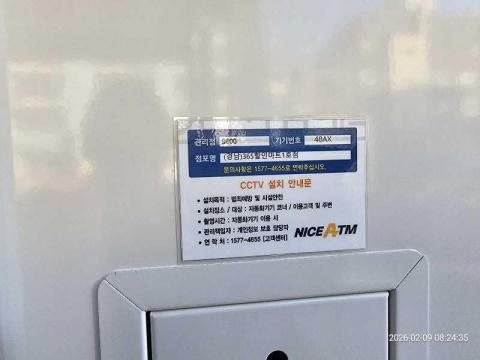 관리점 9600 기기번호 48AX
점포명 (경남)365할인마트1호점
문의사항은 1577-4655로 연락주십시오.
CCTV 설치 안내문
• 설치목적 : 범죄예방 및 시설안전
• 설치장소 / 대상 : 자동화기기 코너 / 이용고객 및 주변
• 촬영시간 : 자동화기기 이용 시
• 관리책임자 : 개인정보 보호 담당자
• 연 락 처 : 1577-4655 [고객센터]
NICE ATM
2026-02-09 08:24:35